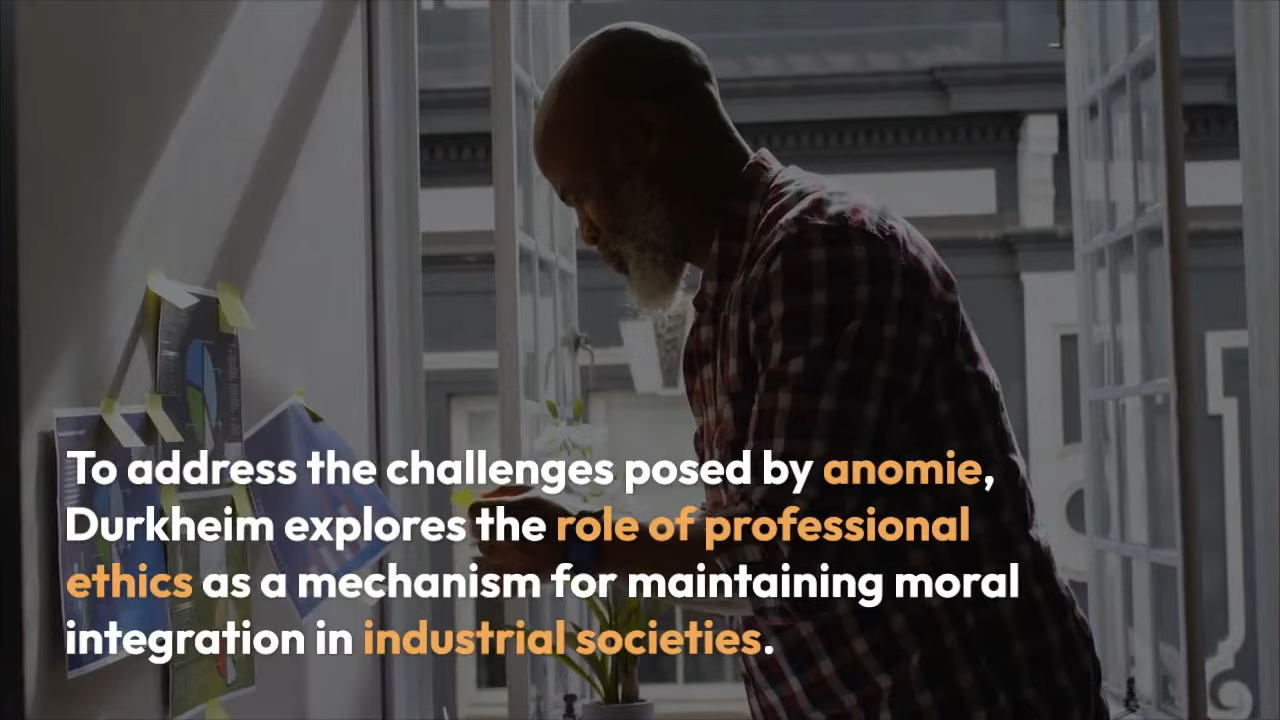 To address the challenges posed by anomie,
Durkheim explores the role of professional
ethics as a mechanism for maintaining moral
integration in industrial societies.